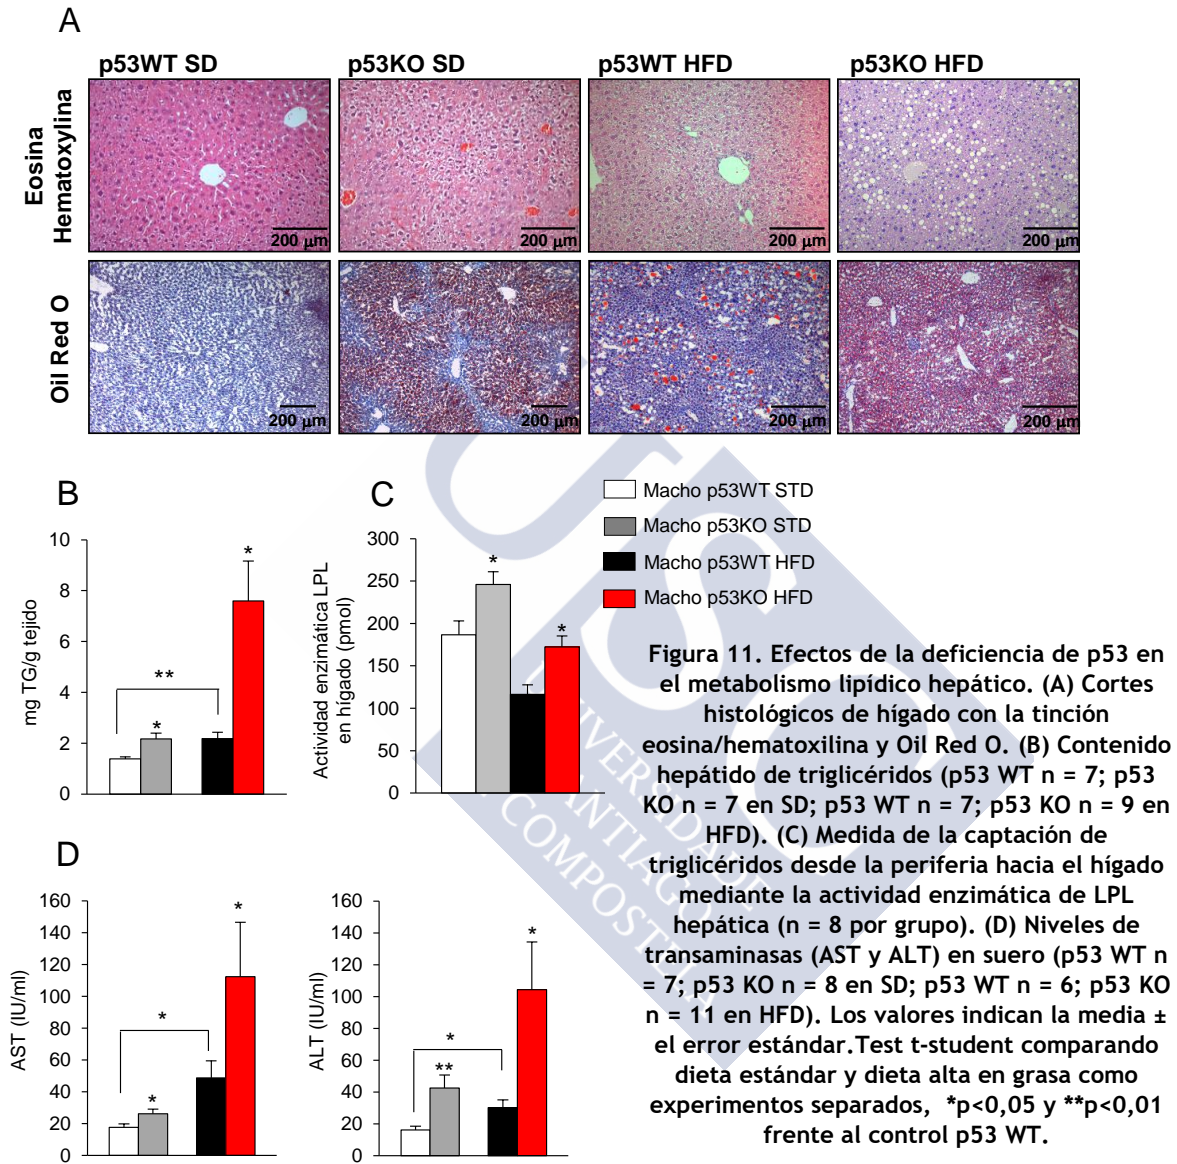 A
p53WT SD
p53KO SD
p53WT HFD
p53KO HFD
Eosina
Hematoxylina
200 µm
200 µm
200 µm
200 µm
Oil Red O
200 µm
200 µm
200 µm
200 µm
B
mg TG/g tejido
10
8
6
4
2
0
**
*
*
C
Actividad enzimática LPL
en hígado (pmol)
300
250
200
150
100
50
0
*
*
Macho p53WT STD
Macho p53KO STD
Macho p53WT HFD
Macho p53KO HFD
D
AST (IU/ml)
160
140
120
100
80
60
40
20
0
*
*
*
ALT (IU/ml)
160
140
120
100
80
60
40
20
0
*
**
*
Figura 11. Efectos de la deficiencia de p53 en
el metabolismo lipídico hepático. (A) Cortes
histológicos de hígado con la tinción
eosina/hematoxilina y Oil Red O. (B) Contenido
hepátido de triglicéridos (p53 WT n = 7; p53
KO n = 7 en SD; p53 WT n = 7; p53 KO n = 9 en
HFD). (C) Medida de la captación de
triglicéridos desde la periferia hacia el hígado
mediante la actividad enzimática de LPL
hepática (n = 8 por grupo). (D) Niveles de
transaminasas (AST y ALT) en suero (p53 WT n
= 7; p53 KO n = 8 en SD; p53 WT n = 6; p53 KO
n = 11 en HFD). Los valores indican la media ±
el error estándar.Test t-student comparando
dieta estándar y dieta alta en grasa como
experimentos separados, *p<0,05 y **p<0,01
frente al control p53 WT.
USC